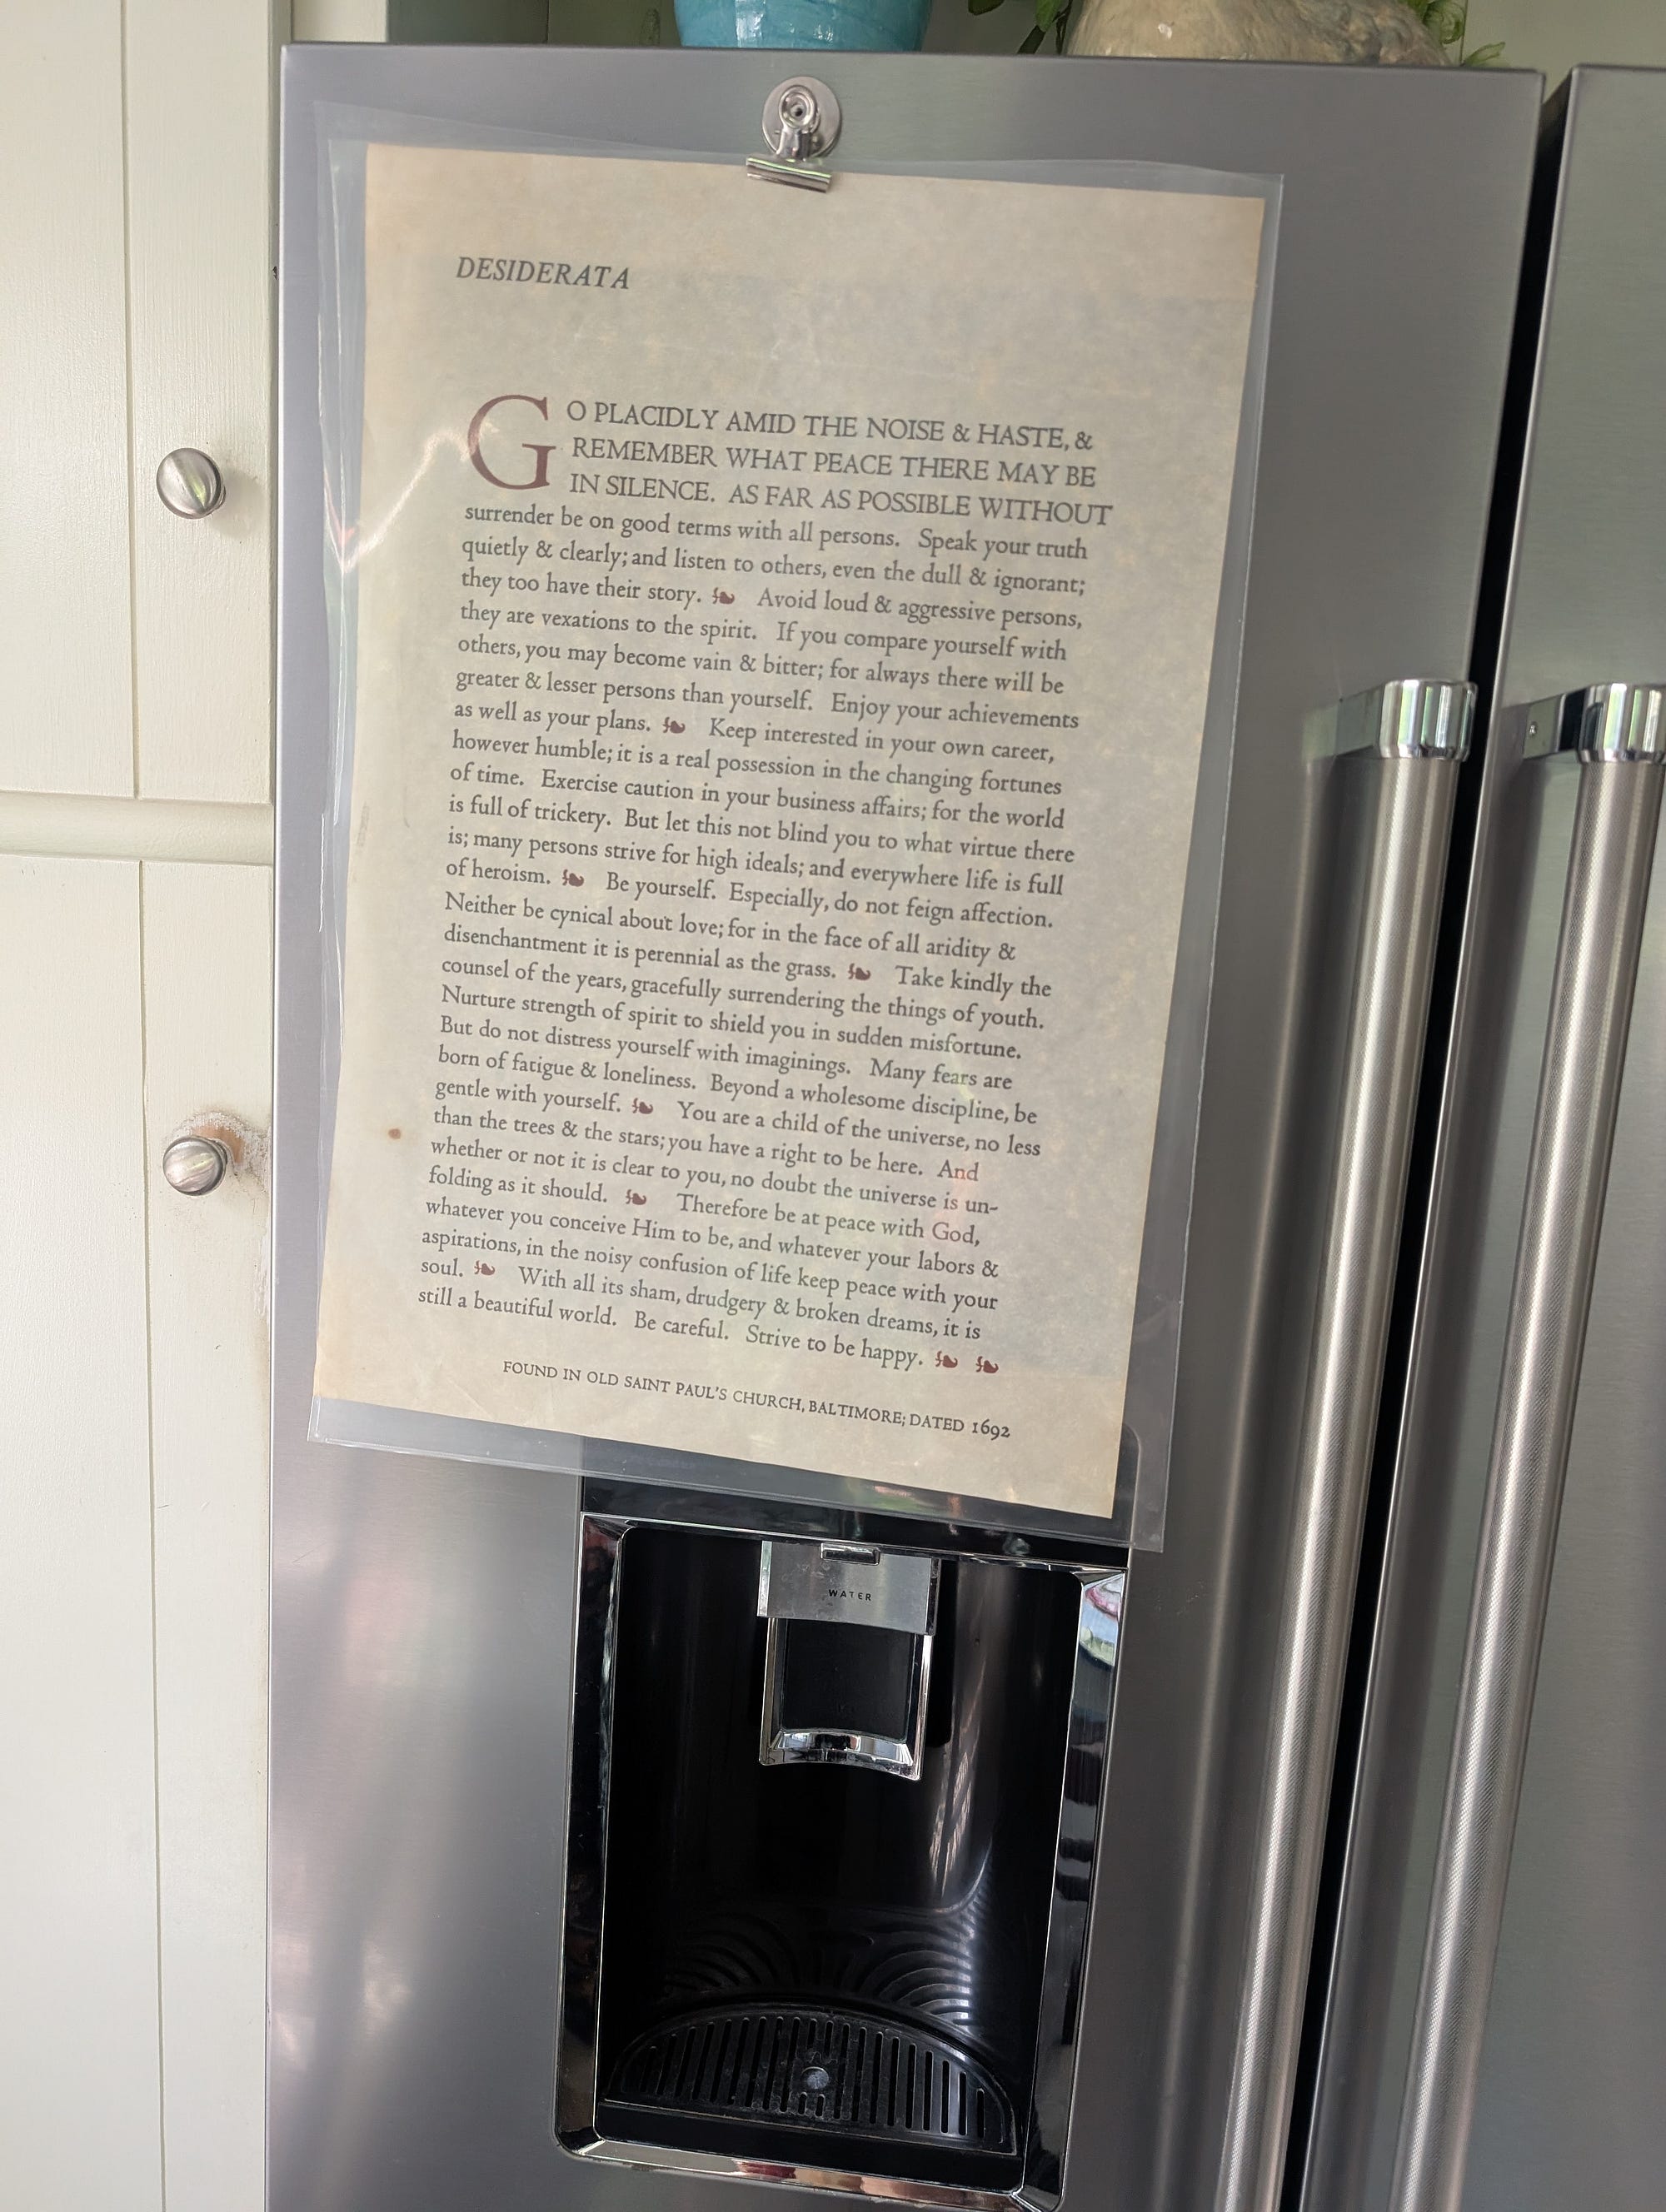 DESIDERATA
GO PLACIDLY AMID THE NOISE & HASTE, &
REMEMBER WHAT PEACE THERE MAY BE
IN SILENCE. AS FAR AS POSSIBLE WITHOUT
surrender be on good terms with all persons. Speak your truth
quietly & clearly; and listen to others, even the dull & ignorant;
they too have their story. Avoid loud & aggressive persons,
they are vexations to the spirit. If you compare yourself with
others, you may become vain & bitter; for always there will be
greater & lesser persons than yourself. Enjoy your achievements
as well as your plans. Keep interested in your own career,
however humble; it is a real possession in the changing fortunes
of time. Exercise caution in your business affairs; for the world
is full of trickery. But let this not blind you to what virtue there
is; many persons strive for high ideals; and everywhere life is full
of heroism. Be yourself. Especially, do not feign affection.
Neither be cynical about love; for in the face of all aridity &
disenchantment it is perennial as the grass. Take kindly the
counsel of the years, gracefully surrendering the things of youth.
Nurture strength of spirit to shield you in sudden misfortune.
But do not distress yourself with imaginings. Many fears are
born of fatigue & loneliness. Beyond a wholesome discipline, be
gentle with yourself. You are a child of the universe, no less
than the trees & the stars; you have a right to be here. And
whether or not it is clear to you, no doubt the universe is un-
folding as it should. Therefore be at peace with God,
whatever you conceive Him to be, and whatever your labors &
aspirations, in the noisy confusion of life keep peace with your
soul. With all its sham, drudgery & broken dreams, it is
still a beautiful world. Be careful. Strive to be happy.
FOUND IN OLD SAINT PAUL'S CHURCH, BALTIMORE; DATED 1692
WATER